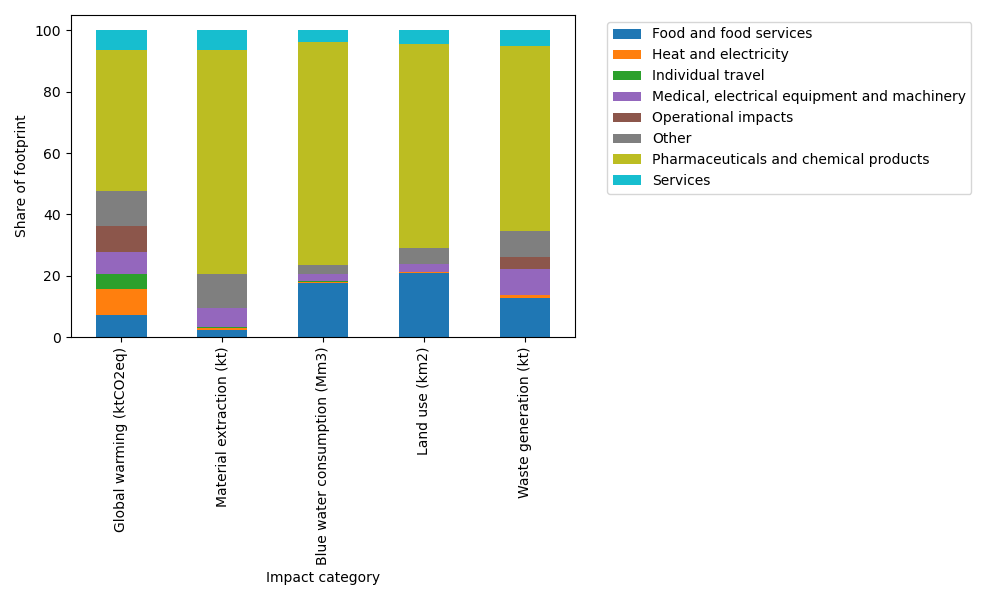 100
80
60
40
20
0
Share of footprint
Global warming (ktCO2eq)
Material extraction (kt)
Blue water consumption (Mm3)
Land use (km2)
Waste generation (kt)
Impact category
Food and food services
Heat and electricity
Individual travel
Medical, electrical equipment and machinery
Operational impacts
Other
Pharmaceuticals and chemical products
Services